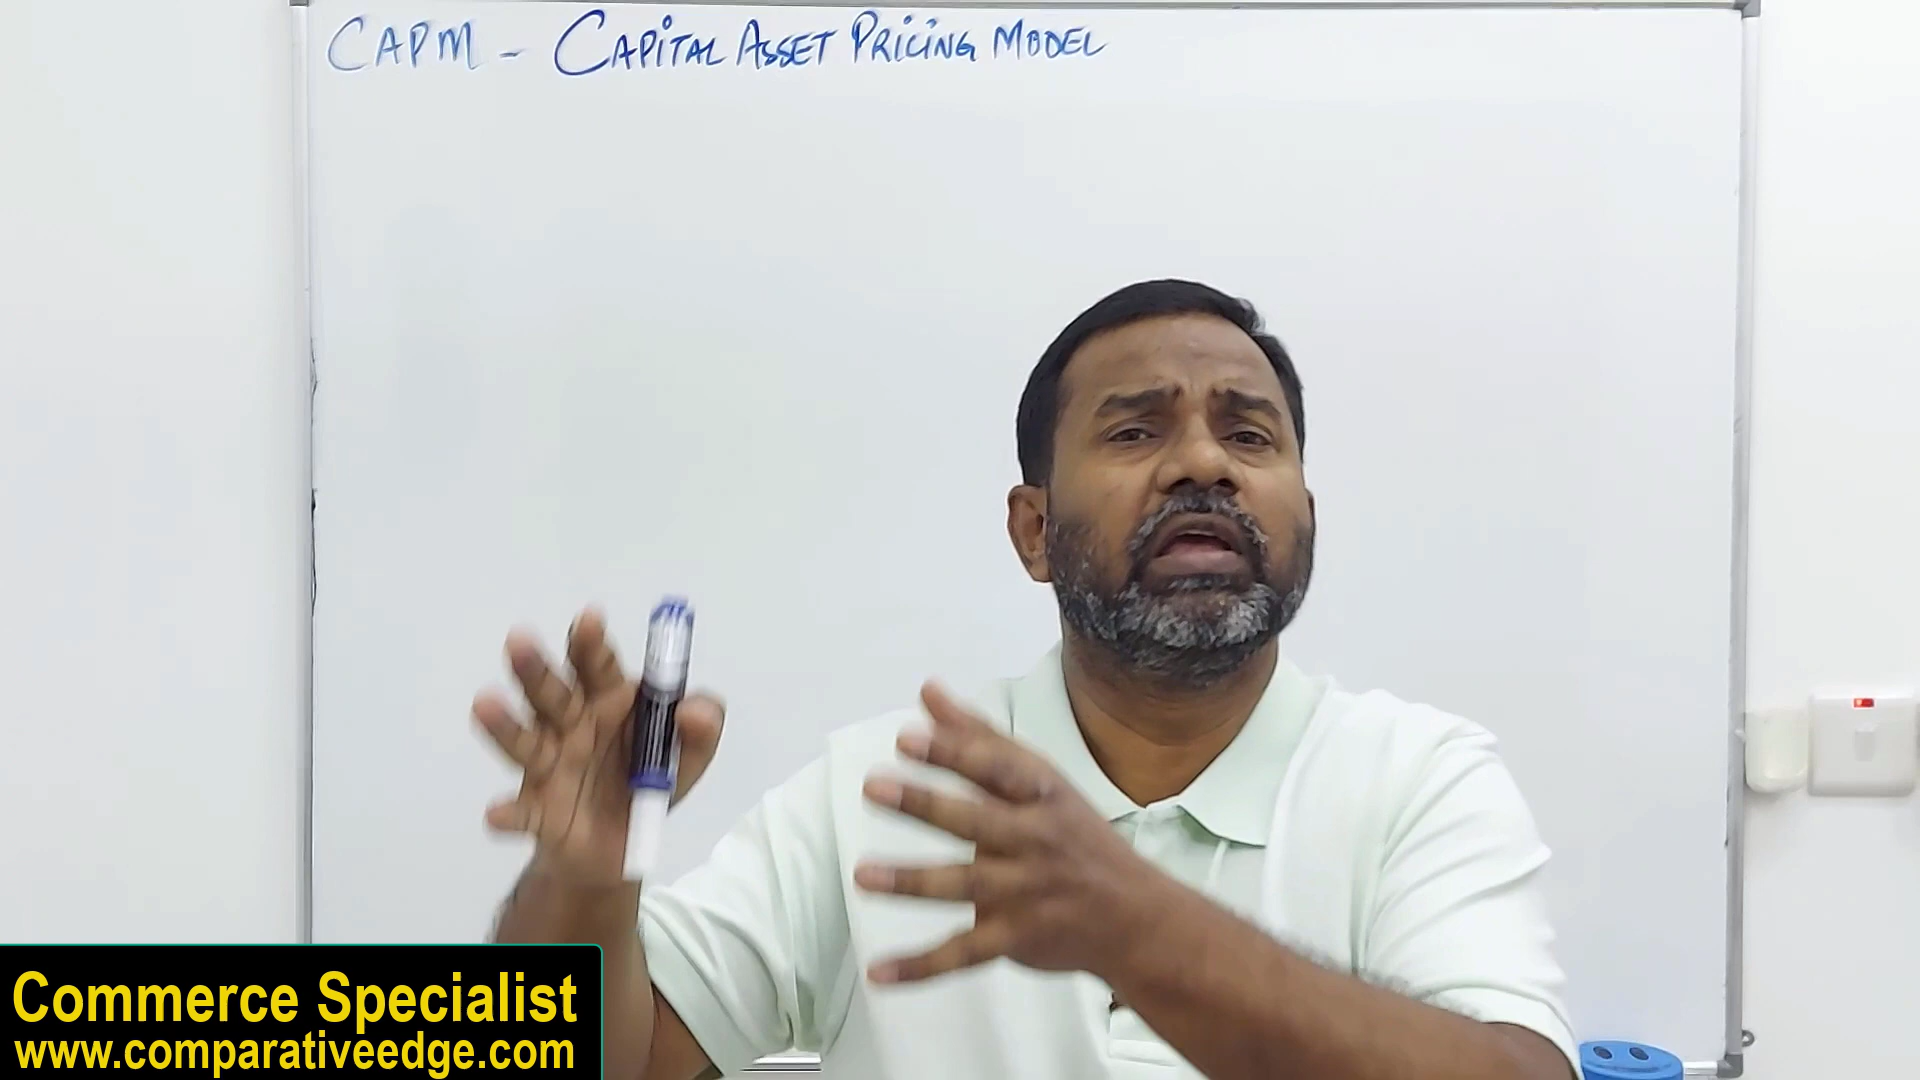 CAPM - CAPITAL ASSET PRICING MODEL
Commerce Specialist
www.comparativeedge.com